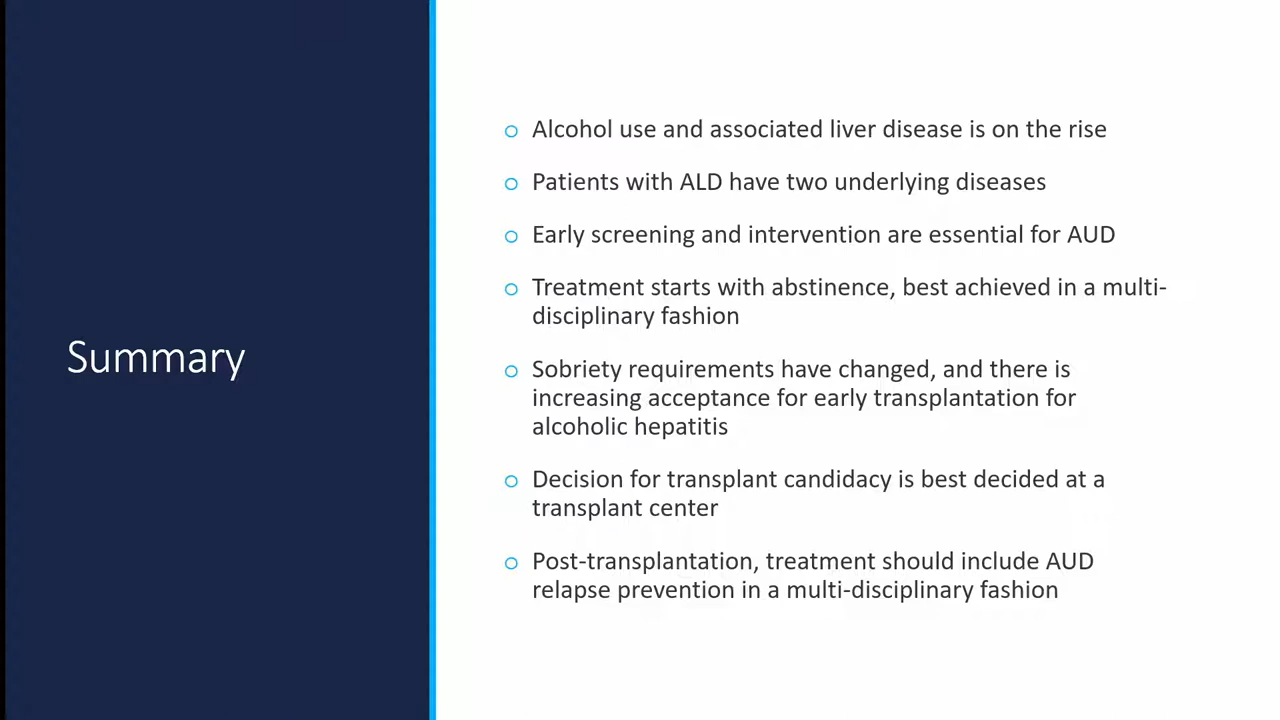 Summary
Alcohol use and associated liver disease is on the rise
Patients with ALD have two underlying diseases
Early screening and intervention are essential for AUD
Treatment starts with abstinence, best achieved in a multi-
disciplinary fashion
Sobriety requirements have changed, and there is
increasing acceptance for early transplantation for
alcoholic hepatitis
Decision for transplant candidacy is best decided at a
transplant center
Post-transplantation, treatment should include AUD
relapse prevention in a multi-disciplinary fashion